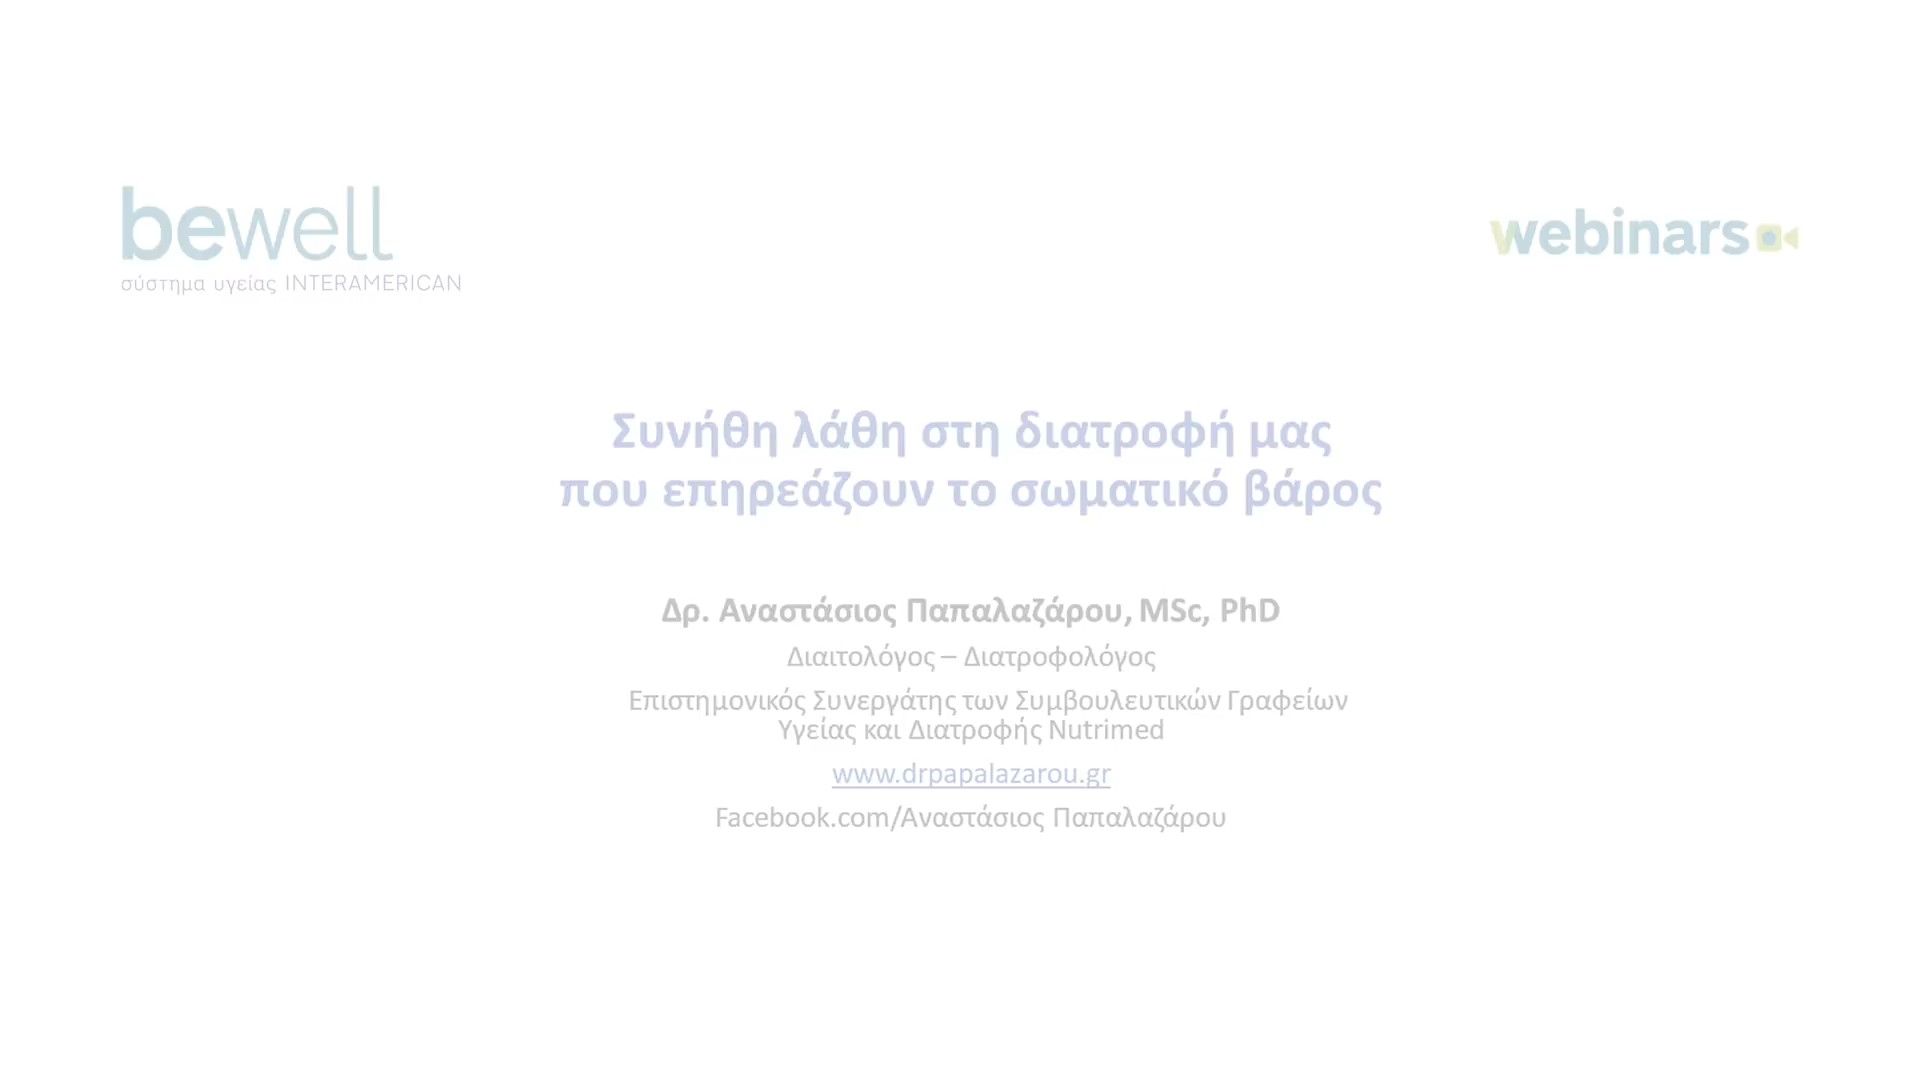 bewell
σύστημα υγείας INTERAMERICAN
webinars
Συνήθη λάθη στη διατροφή μας
που επηρεάζουν το σωματικό βάρος
Δρ. Αναστάσιος Παπαλαζάρου, MSc, PhD
Διαιτολόγος – Διατροφολόγος
Επιστημονικός Συνεργάτης των Συμβουλευτικών Γραφείων
Υγείας και Διατροφής Nutrimed
www.drpapalazarou.gr
Facebook.com/Αναστάσιος Παπαλαζάρου